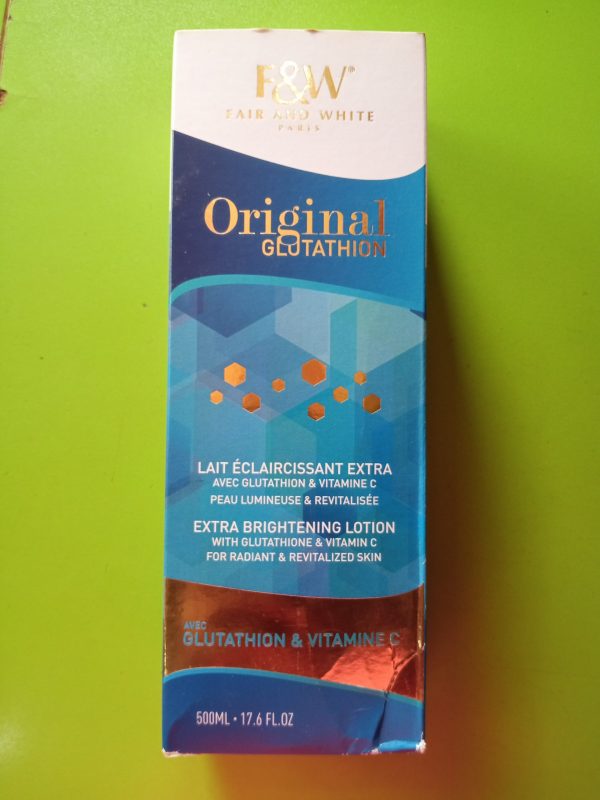 F&W®
FAIR AND WHITE
PARIS
Original
GLUTATHION
LAIT ÉCLAIRCISSANT EXTRA
AVEC GLUTATHION & VITAMINE C
PEAU LUMINEUSE & REVITALISÉE
EXTRA BRIGHTENING LOTION
WITH GLUTATHIONE & VITAMIN C
FOR RADIANT & REVITALIZED SKIN
AVEC
GLUTATHION & VITAMINE C
500ML • 17.6 FL.OZ